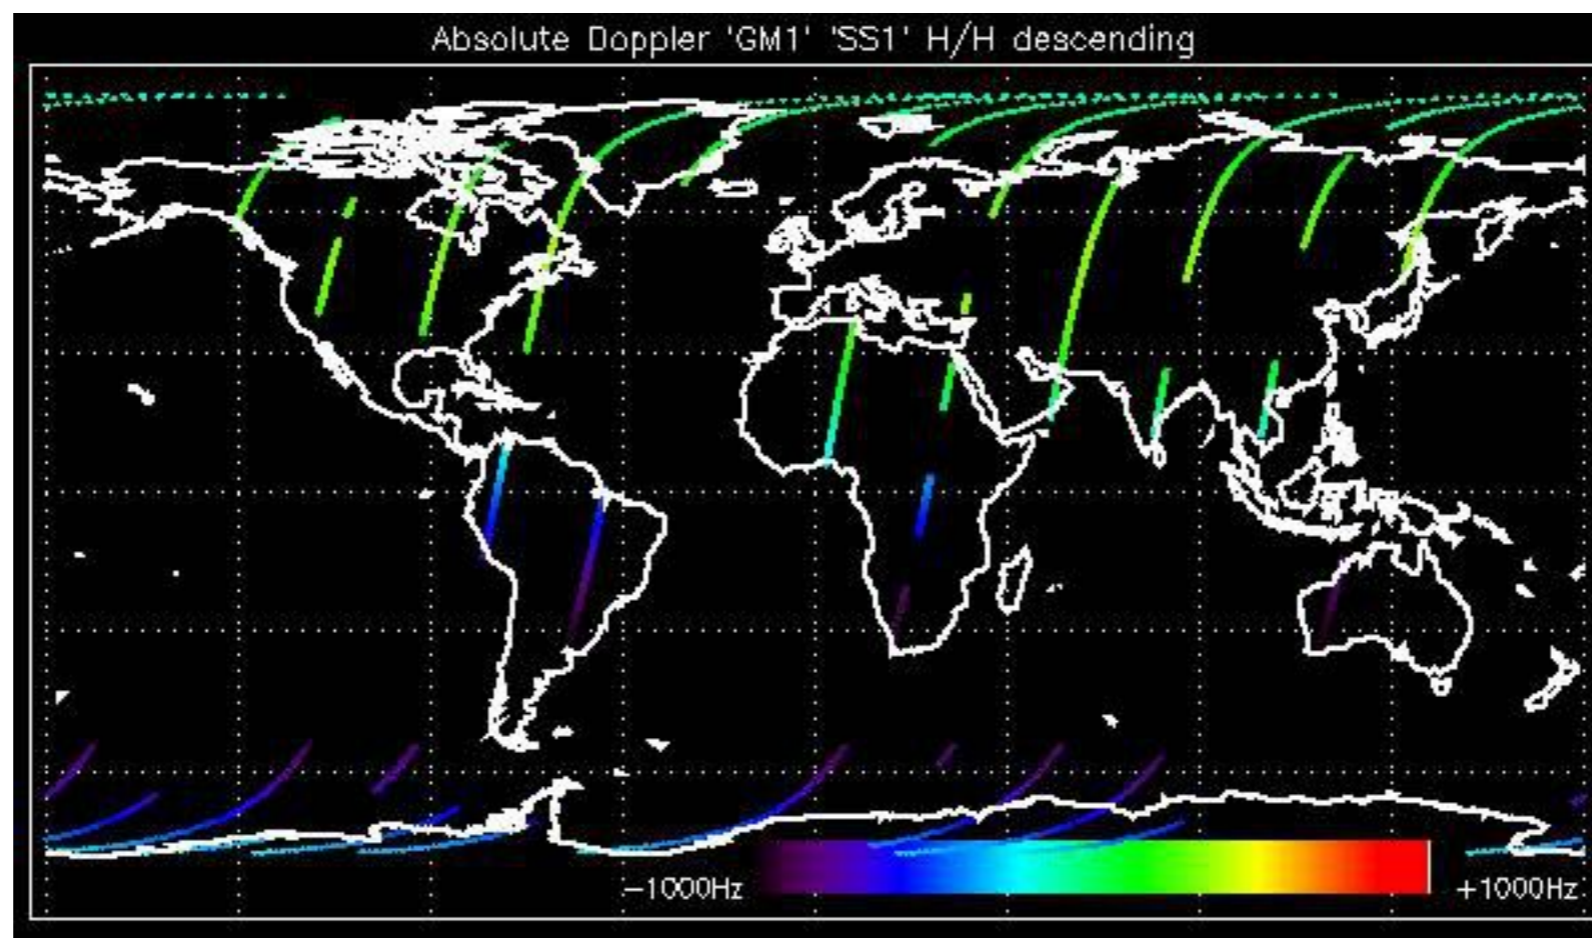 Absolute Doppler 'GM1' 'SS1' H/H descending
−1000Hz
+1000Hz